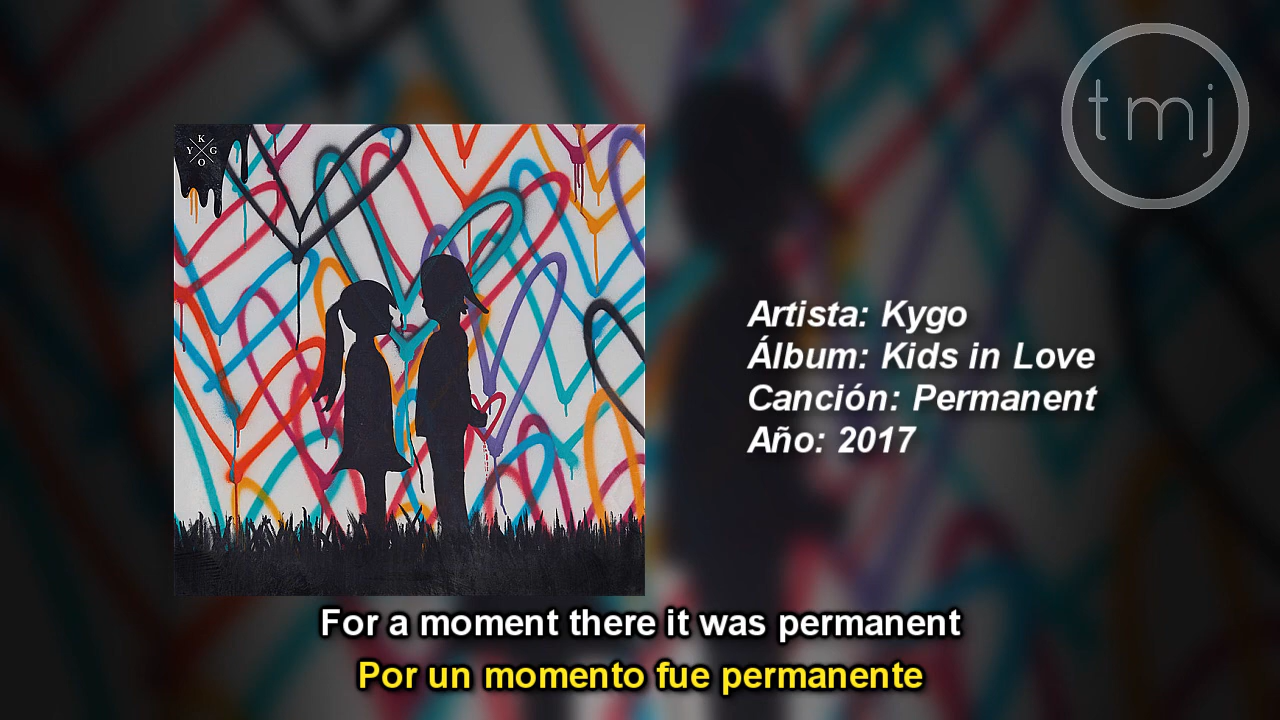 tmj
K
Y G
O
Artista: Kygo
Álbum: Kids in Love
Canción: Permanent
Año: 2017
For a moment there it was permanent
Por un momento fue permanente